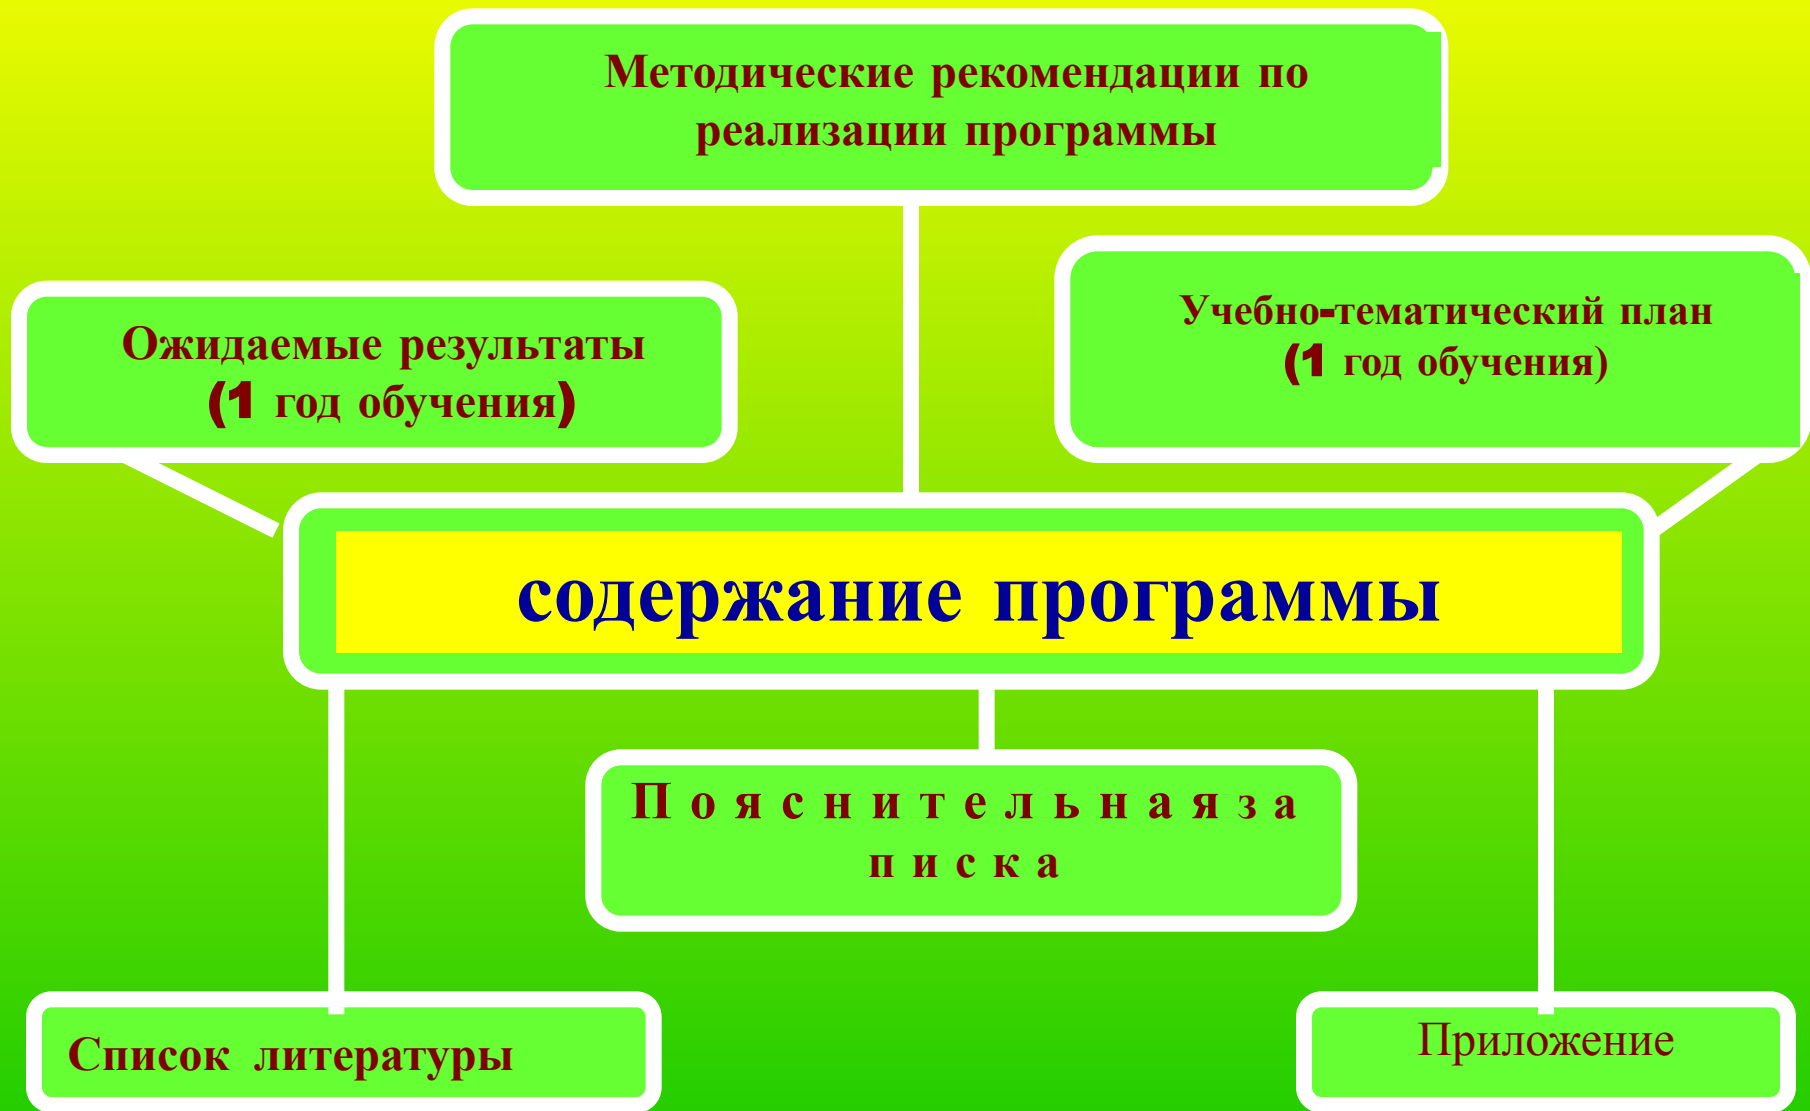 Методические рекомендации по
реализации программы
Ожидаемые результаты
(1 год обучения)
Учебно-тематический план
(1 год обучения)
содержание программы
П о я с н и т е л ь н а я з а
п и с к а
Список литературы
Приложение